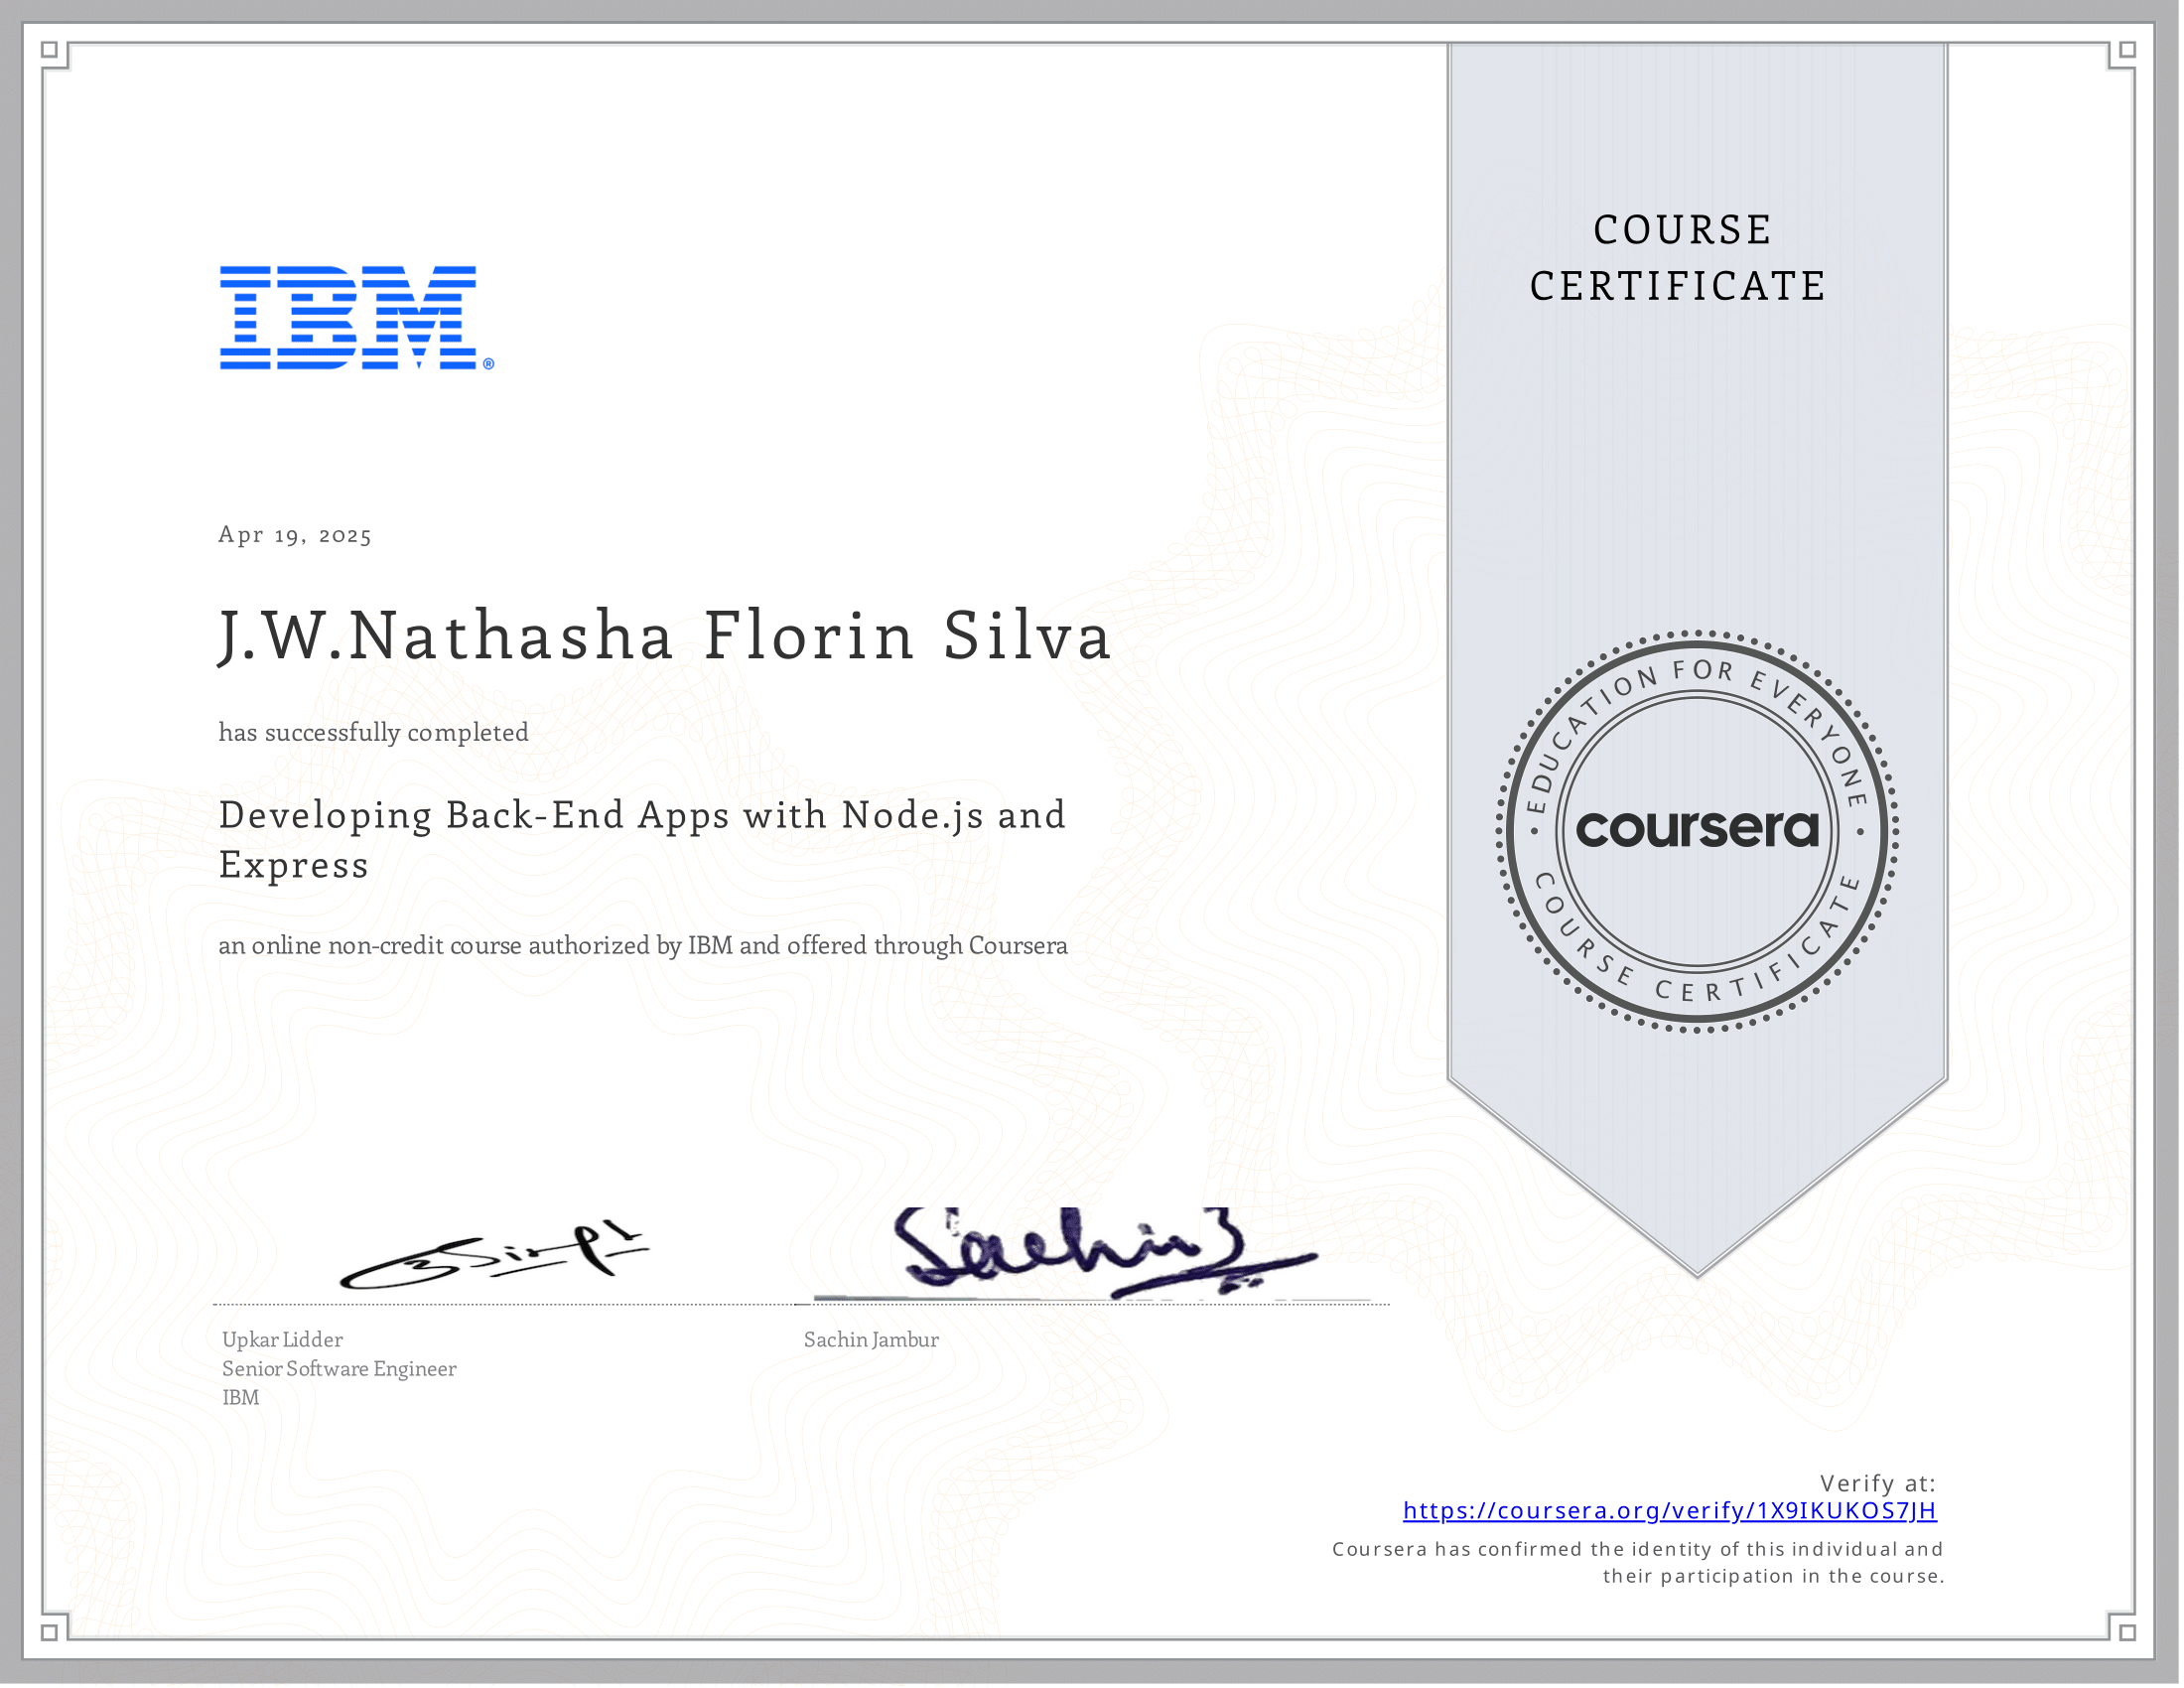 COURSE
CERTIFICATE
IBM®
Apr 19, 2025
J.W.Nathasha Florin Silva
has successfully completed
Developing Back-End Apps with Node.js and
Express
an online non-credit course authorized by IBM and offered through Coursera
EDUCATION FOR EVERYONE
coursera
COURSE CERTIFICATE
Sachin J
Upkar Lidder
Senior Software Engineer
IBM
Sachin Jambur
Verify at:
https://coursera.org/verify/1X9IKUKOS7JH
Coursera has confirmed the identity of this individual and
their participation in the course.